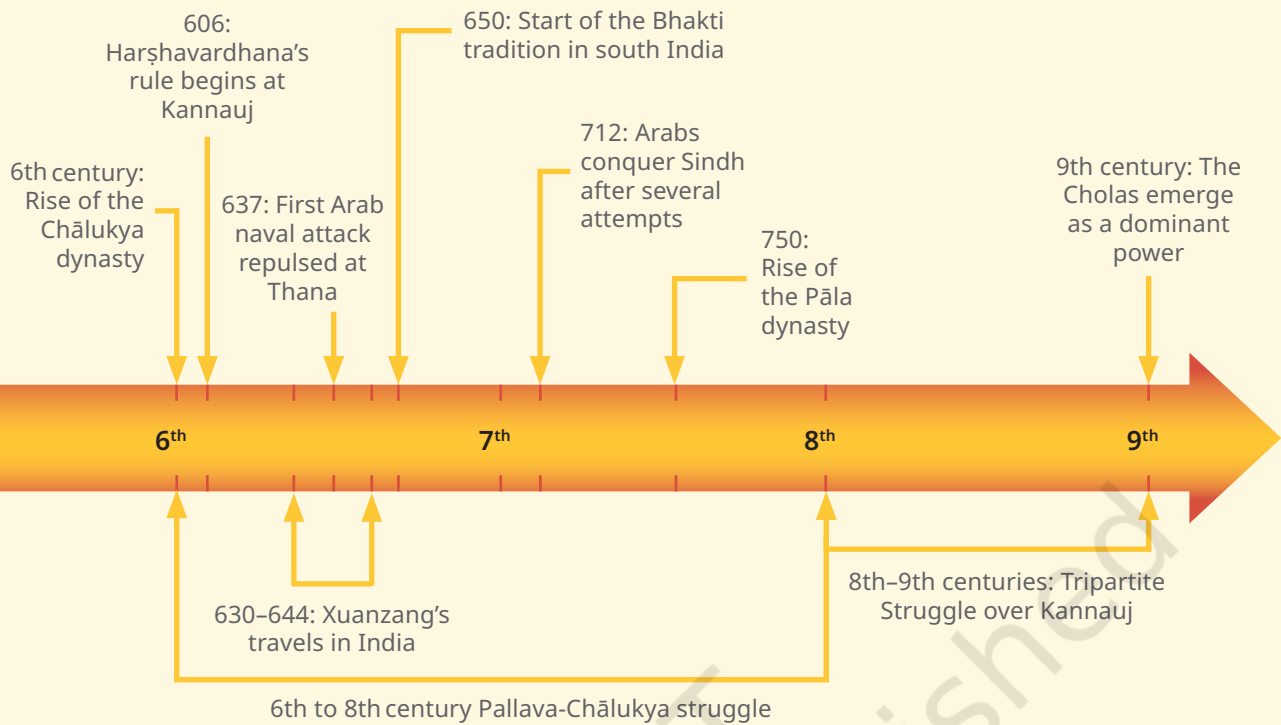 606:
Harṣhavardhana’s
rule begins at
Kannauj
650: Start of the Bhakti
tradition in south India
6th century:
Rise of the
Chālukya
dynasty
637: First Arab
naval attack
repulsed at
Thana
712: Arabs
conquer Sindh
after several
attempts
750:
Rise of
the Pāla
dynasty
9th century: The
Cholas emerge
as a dominant
power
6th
7th
8th
9th
630–644: Xuanzang’s
travels in India
8th–9th centuries: Tripartite
Struggle over Kannauj
6th to 8th century Pallava-Chālukya struggle